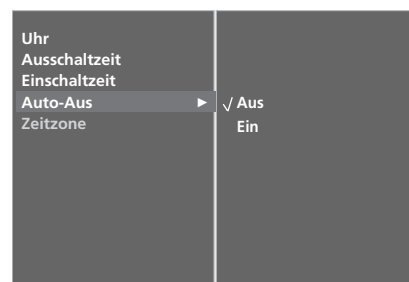 Uhr
Ausschaltzeit
Einschaltzeit
Auto-Aus ►
Zeitzone
√ Aus
Ein